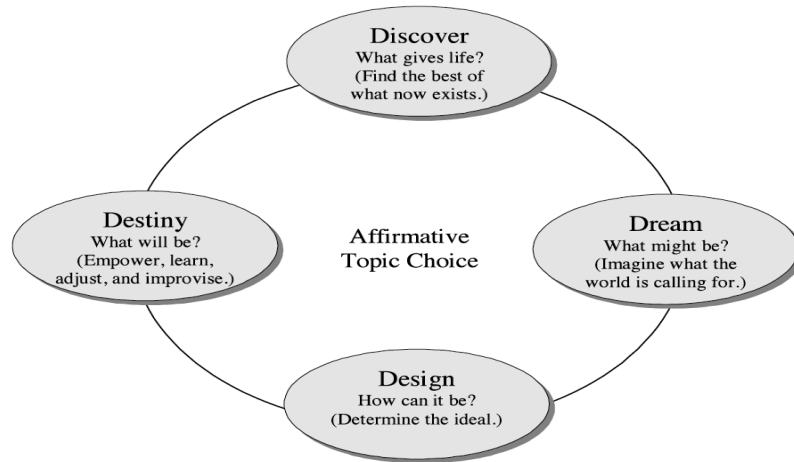 Discover
What gives life?
(Find the best of
what now exists.)
Destiny
What will be?
(Empower, learn,
adjust, and improvise.)
Affirmative
Topic Choice
Dream
What might be?
(Imagine what the
world is calling for.)
Design
How can it be?
(Determine the ideal.)